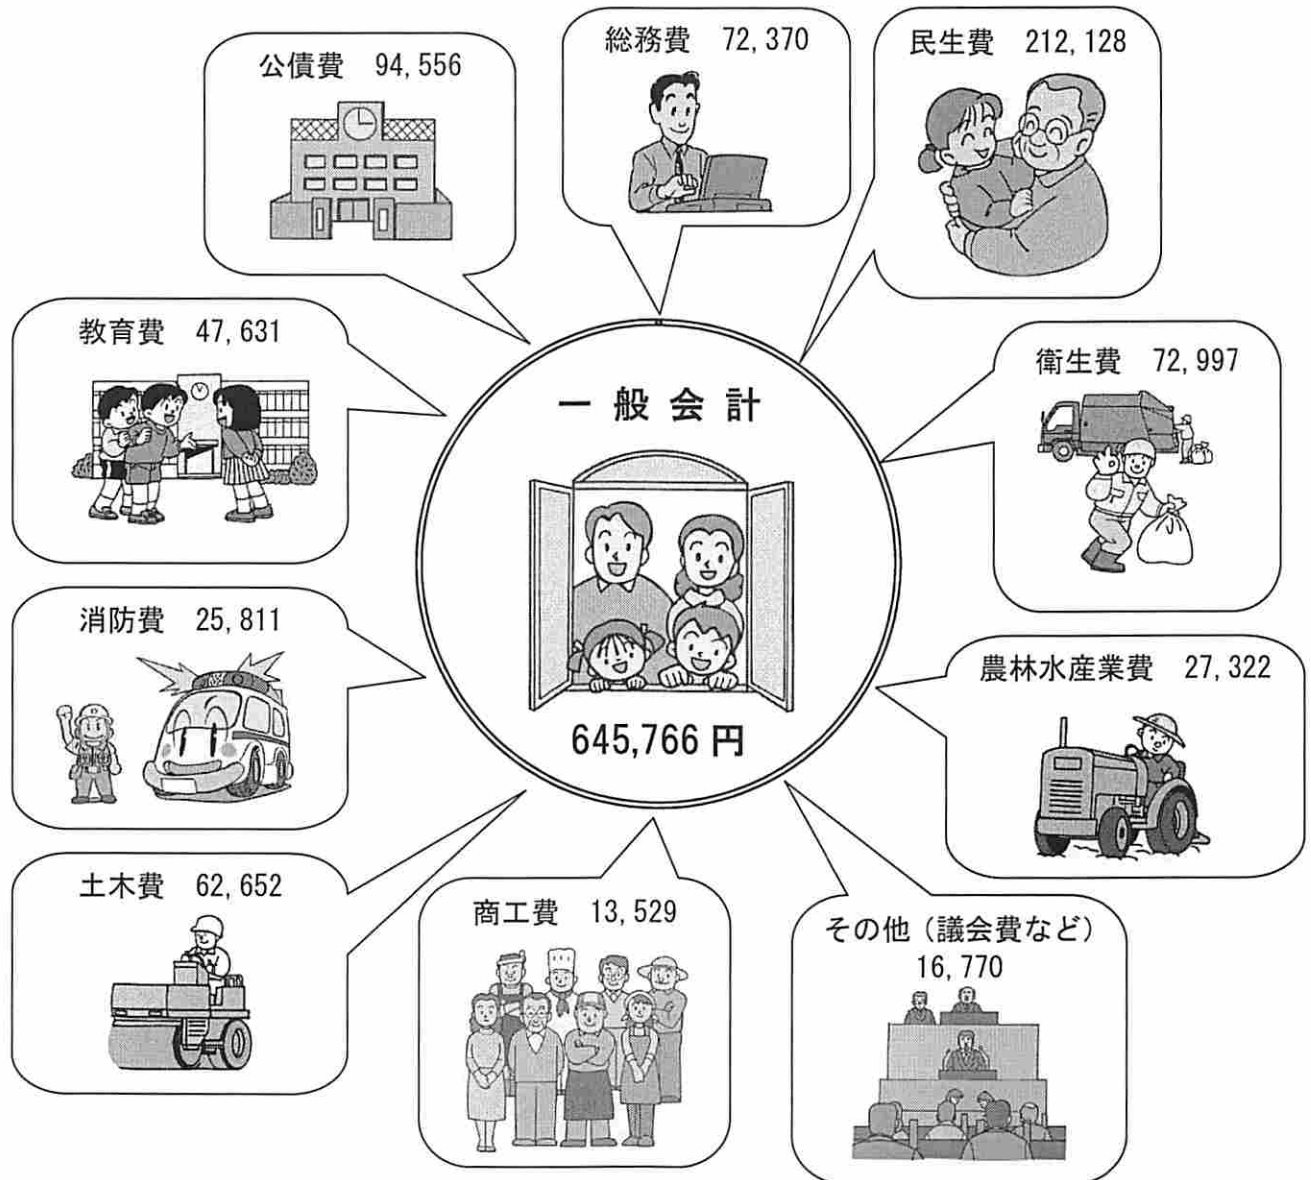 公債費 94,556
総務費 72,370
民生費 212,128
教育費 47,631
一般会計
衛生費 72,997
消防費 25,811
645,766 円
農林水産業費 27,322
土木費 62,652
商工費 13,529
その他（議会費など）
16,770